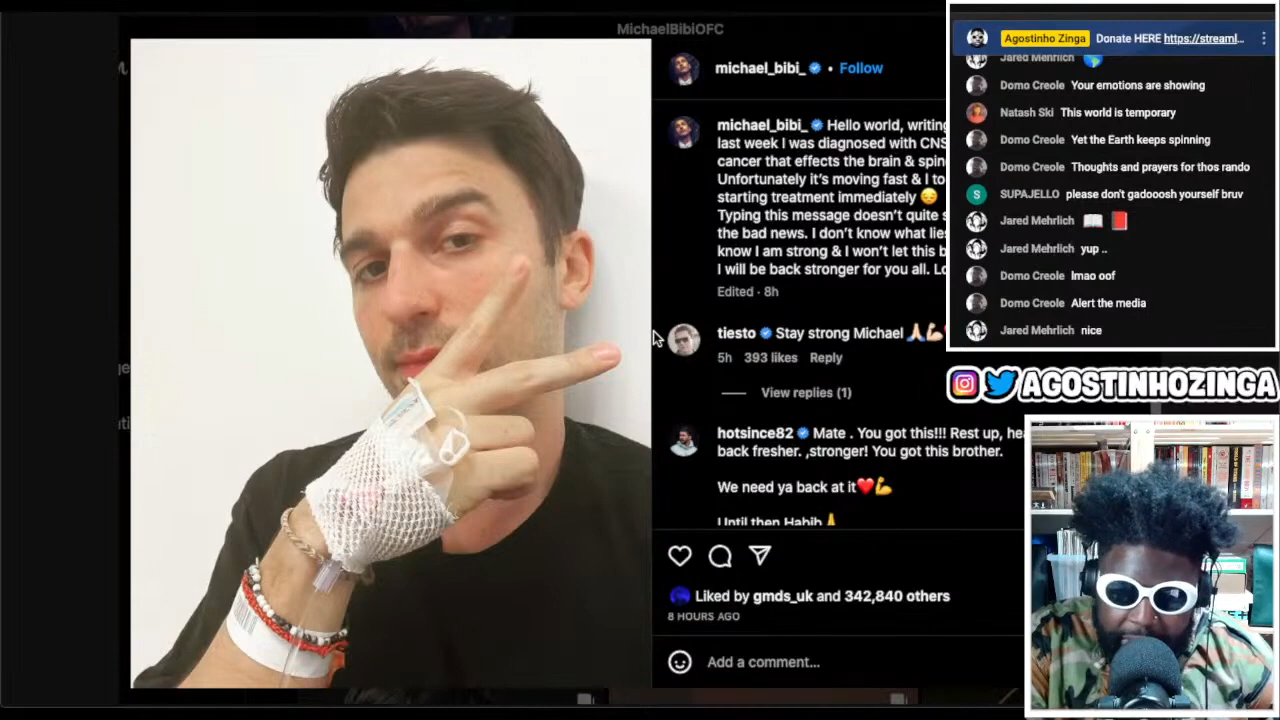 MichaelBibiOFC
michael_bibi_ • Follow
michael_bibi_ Hello world, writing
last week I was diagnosed with CNS
cancer that effects the brain & spin
Unfortunately it's moving fast & I to
starting treatment immediately 😔
Typing this message doesn't quite s
the bad news. I don't know what lies
know I am strong & I won't let this b
I will be back stronger for you all. Lo
Edited · 8h
tiesto Stay strong Michael 🙏💪
5h 393 likes Reply
View replies (1)
hotsince82 Mate . You got this!!! Rest up, hea
back fresher. ,stronger! You got this brother.
We need ya back at it❤️💪
Until then Habib 🙏
Liked by gmds_uk and 342,840 others
8 HOURS AGO
Add a comment...
Agostinho Zinga Donate HERE https://streaml...
Jared Mehrlich 🌎
Domo Creole Your emotions are showing
Natash Ski This world is temporary
Domo Creole Yet the Earth keeps spinning
Domo Creole Thoughts and prayers for thos rando
S SUPAJELLO please don't gadooosh yourself bruv
Jared Mehrlich 📖 📕
Jared Mehrlich yup ..
Domo Creole lmao oof
Domo Creole Alert the media
Jared Mehrlich nice
AGOSTINHOZINGA